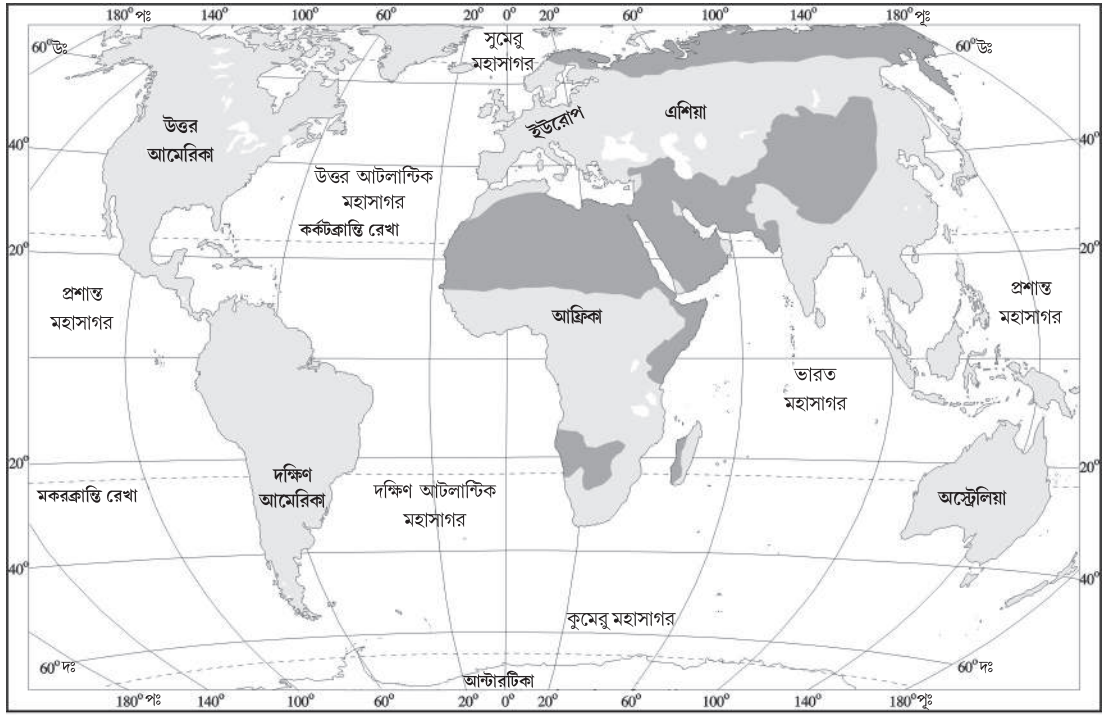 180°পঃ 140° 100° 60° 20° 0° 20° 60° 100° 140° 180°পূঃ
60°উঃ 60°উঃ
সুমেরু
মহাসাগর
উত্তর
আমেরিকা
ইউরোপ
এশিয়া
40° 40°
উত্তর আটলান্টিক
মহাসাগর
কর্কটক্রান্তি রেখা
20° 20°
প্রশান্ত
মহাসাগর
আফ্রিকা
প্রশান্ত
মহাসাগর
ভারত
মহাসাগর
20° 20°
মকরক্রান্তি রেখা
দক্ষিণ
আমেরিকা
দক্ষিণ আটলান্টিক
মহাসাগর
অস্ট্রেলিয়া
40° 40°
কুমেরু মহাসাগর
60°দঃ 60°দঃ
আন্টারটিকা
180°পঃ 140° 100° 60° 20° 0° 20° 60° 100° 140° 180°পূঃ